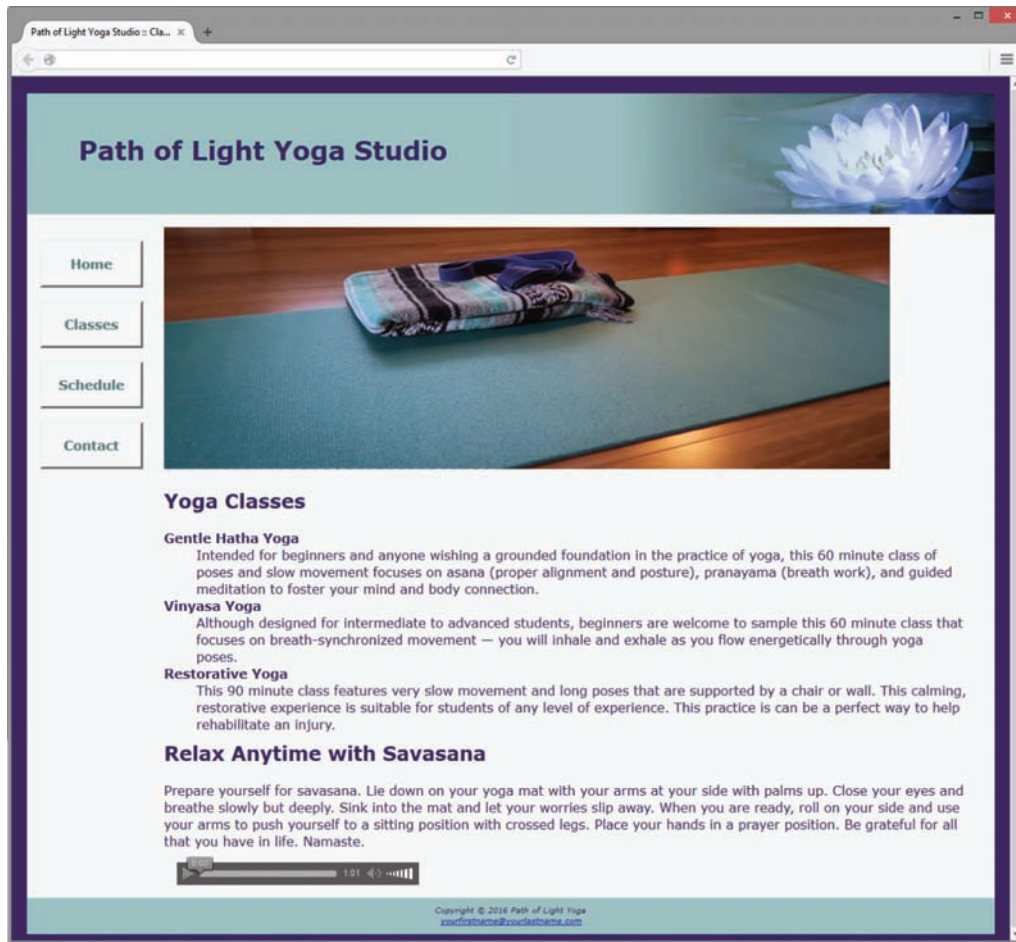 Path of Light Yoga Studio :: Cla... ×
Path of Light Yoga Studio
Home
Classes
Schedule
Contact
Yoga Classes
Gentle Hatha Yoga
Intended for beginners and anyone wishing a grounded foundation in the practice of yoga, this 60 minute class of
poses and slow movement focuses on asana (proper alignment and posture), pranayama (breath work), and guided
meditation to foster your mind and body connection.
Vinyasa Yoga
Although designed for intermediate to advanced students, beginners are welcome to sample this 60 minute class that
focuses on breath-synchronized movement — you will inhale and exhale as you flow energetically through yoga
poses.
Restorative Yoga
This 90 minute class features very slow movement and long poses that are supported by a chair or wall. This calming,
restorative experience is suitable for students of any level of experience. This practice is can be a perfect way to help
rehabilitate an injury.
Relax Anytime with Savasana
Prepare yourself for savasana. Lie down on your yoga mat with your arms at your side with palms up. Close your eyes and
breathe slowly but deeply. Sink into the mat and let your worries slip away. When you are ready, roll on your side and use
your arms to push yourself to a sitting position with crossed legs. Place your hands in a prayer position. Be grateful for all
that you have in life. Namaste.
0:00
1:01
Copyright © 2016 Path of Light Yoga
yourfirstname@yourlastname.com